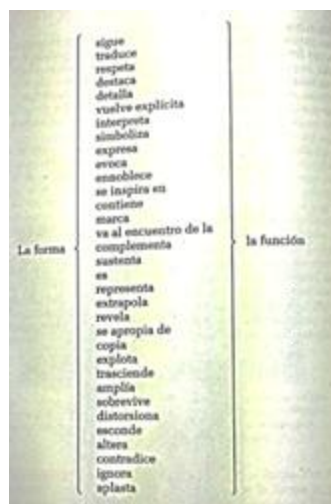 sigue
traduce
respeta
destaca
detalla
vuelve explícita
interpreta
simboliza
expresa
evoca
ennoblece
se inspira en
contiene
marca
va al encuentro de la
La forma complementa la función
sustenta
es
representa
extrapola
revela
se apropia de
copia
explota
trasciende
amplía
sobrevive
distorsiona
esconde
altera
contradice
ignora
aplasta